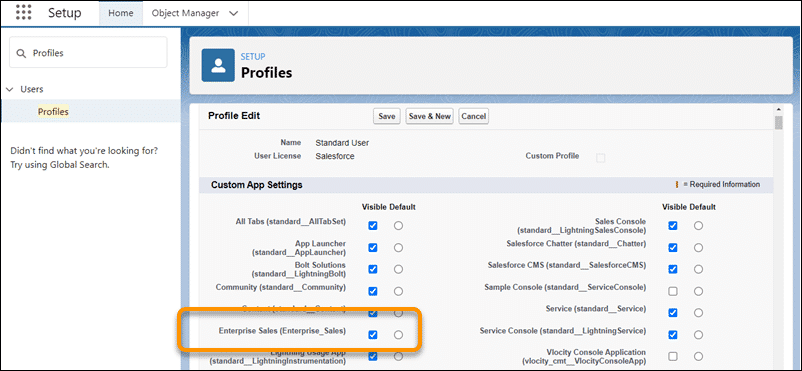 Setup
Home
Object Manager
Profiles
Users
Profiles
Didn't find what you're looking for?
Try using Global Search.
SETUP
Profiles
Profile Edit
Save
Save & New
Cancel
Name
Standard User
User License
Salesforce
Custom Profile
Custom App Settings
= Required Information
Visible Default
All Tabs (standard__AllTabSet)
App Launcher
(standard__AppLauncher)
Bolt Solutions
(standard__LightningBolt)
Community (standard__Community)
Content (standard__Content)
Enterprise Sales (Enterprise_Sales)
Lightning Usage App
(standard__LightningInstrumentation)
Visible Default
Sales Console
(standard__LightningSalesConsole)
Salesforce Chatter (standard__Chatter)
Salesforce CMS (standard__SalesforceCMS)
Sample Console (standard__ServiceConsole)
Service (standard__Service)
Service Console (standard__LightningService)
Vlocity Console Application
(vlocity_cmt__VlocityConsoleApp)